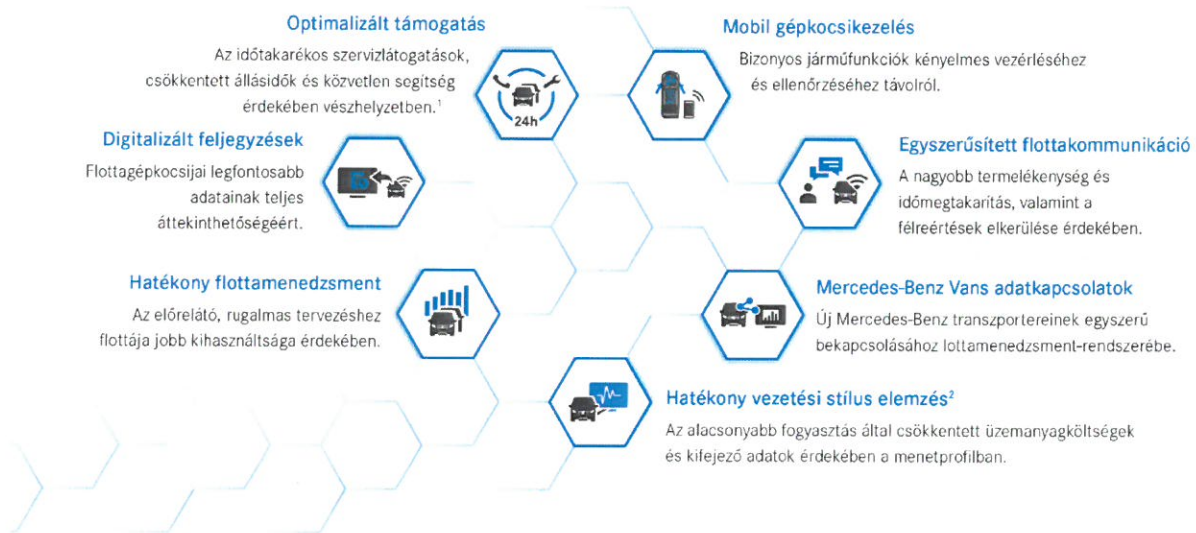 Optimalizált támogatás
Az időtakarékos szervizlátogatások,
csökkentett állásidők és közvetlen segítség
érdekében vészhelyzetben.¹
24h
Mobil gépkocsikezelés
Bizonyos járműfunkciók kényelmes vezérléséhez
és ellenőrzéséhez távolról.
Digitalizált feljegyzések
Flottagépkocsijai legfontosabb
adatainak teljes
áttekinthetőségéért.
Egyszerűsített flottakommunikáció
A nagyobb termelékenység és
időmegtakarítás, valamint a
félreértések elkerülése érdekében.
Hatékony flottamenedzsment
Az előrelátó, rugalmas tervezéshez
flottája jobb kihasználtsága érdekében.
Mercedes-Benz Vans adatkapcsolatok
Új Mercedes-Benz transzportereinek egyszerű
bekapcsolásához lottamenedzsment-rendszerébe.
Hatékony vezetési stílus elemzés²
Az alacsonyabb fogyasztás által csökkentett üzemanyagköltségek
és kifejező adatok érdekében a menetprofilban.